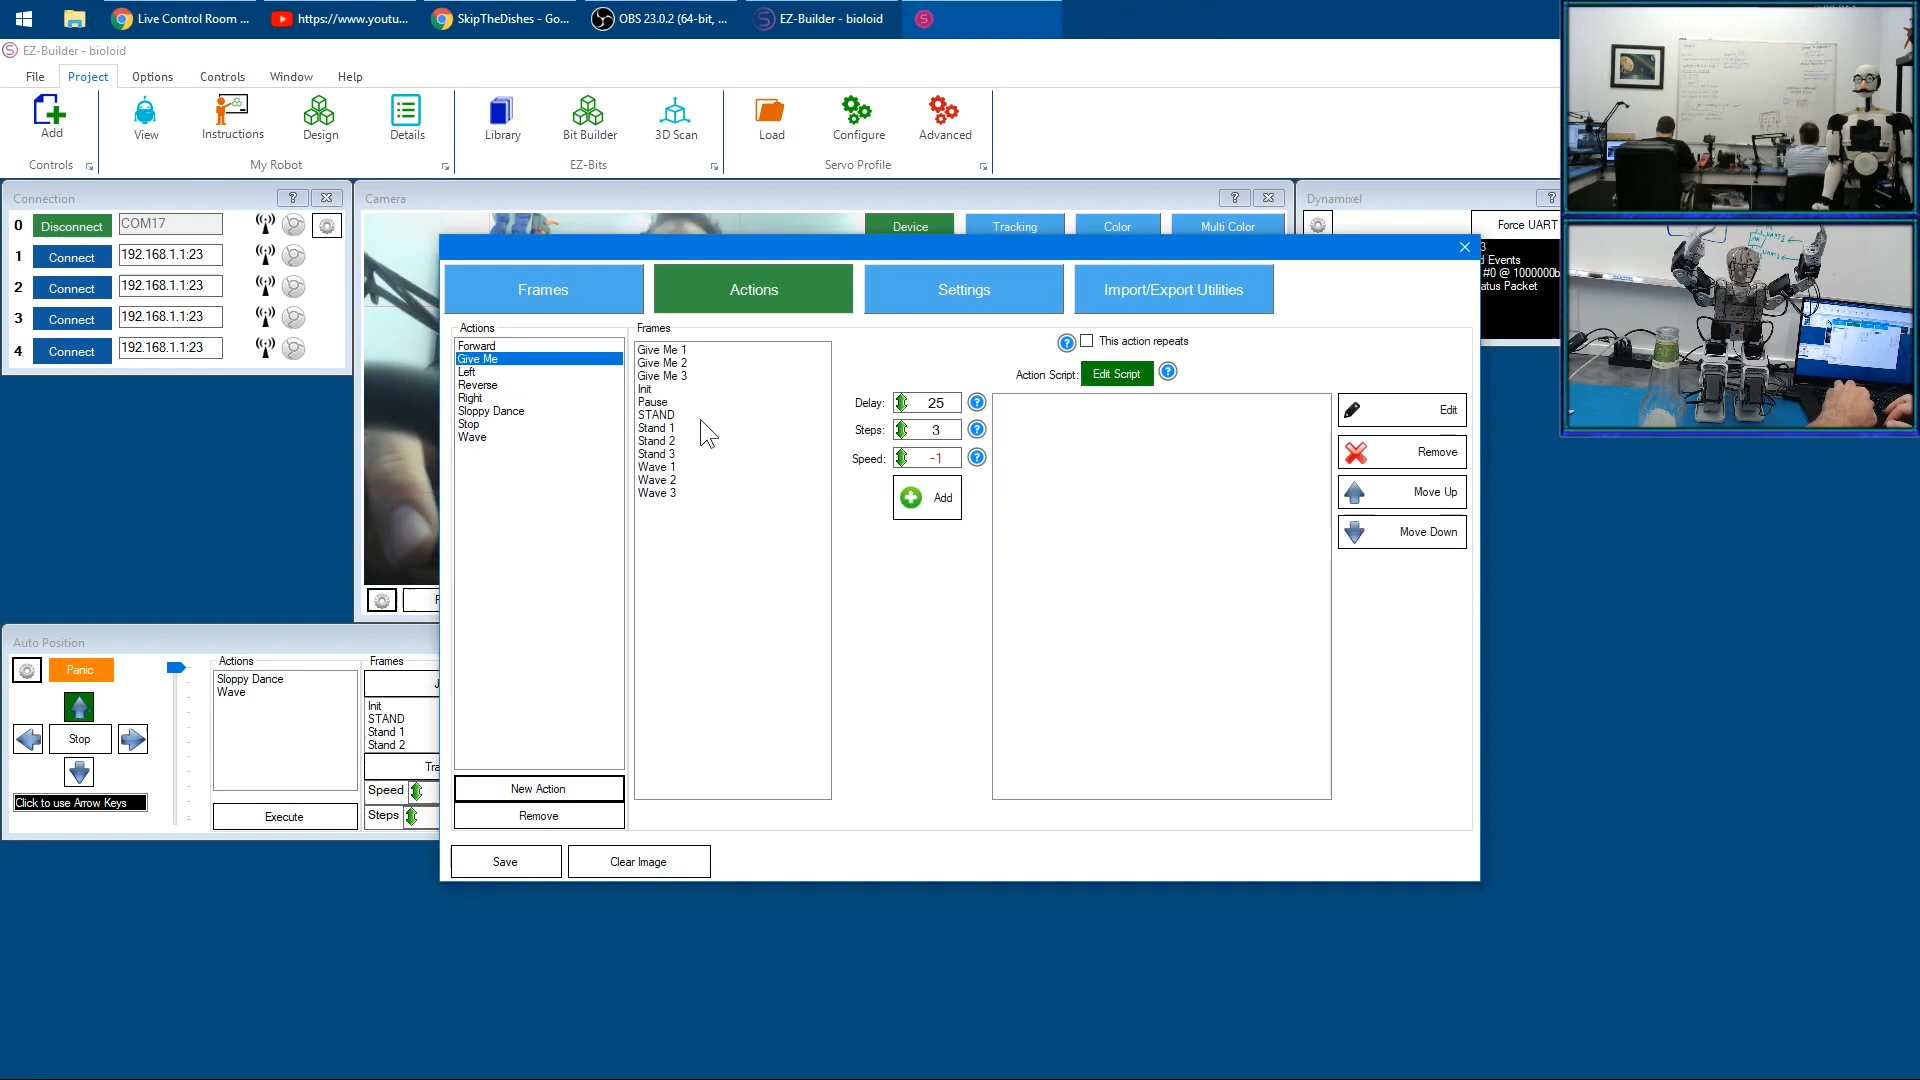 Live Control Room ...
https://www.youtu...
SkipTheDishes - Go...
OBS 23.0.2 (64-bit, ...
EZ-Builder - bioloid
EZ-Builder - bioloid
File
Project
Options
Controls
Window
Help
Add
View
Instructions
Design
Details
Library
Bit Builder
3D Scan
Load
Configure
Advanced
Controls
My Robot
EZ-Bits
Servo Profile
Connection
?
0
Disconnect
COM17
1
Connect
192.168.1.1:23
2
Connect
192.168.1.1:23
3
Connect
192.168.1.1:23
4
Connect
192.168.1.1:23
Camera
?
Device
Tracking
Color
Multi Color
Dynamixel
?
Force UART
d Events
#0 @ 1000000b
atus Packet
Frames
Actions
Settings
Import/Export Utilities
Actions
Forward
Give Me
Left
Reverse
Right
Sloppy Dance
Stop
Wave
New Action
Remove
Frames
Give Me 1
Give Me 2
Give Me 3
Init
Pause
STAND
Stand 1
Stand 2
Stand 3
Wave 1
Wave 2
Wave 3
This action repeats
Action Script:
Edit Script
Delay:
25
Steps:
3
Speed:
-1
Add
Edit
Remove
Move Up
Move Down
Save
Clear Image
Auto Position
Panic
Stop
Click to use Arrow Keys
Actions
Sloppy Dance
Wave
Execute
Frames
Init
STAND
Stand 1
Stand 2
Tra
Speed
Steps